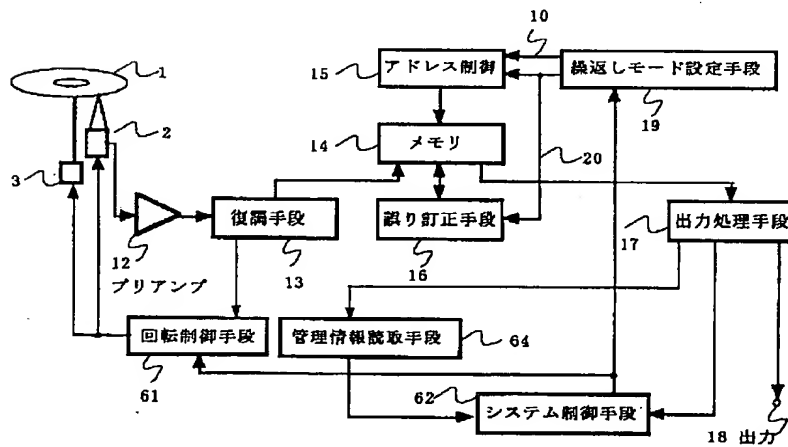 10
1
15
アドレス制御
繰返しモード設定手段
2
19
14
メモリ
3
20
復調手段
誤り訂正手段
出力処理手段
12
13
16
17
プリアンプ
回転制御手段
管理情報読取手段
64
61
62
システム制御手段
18 出力